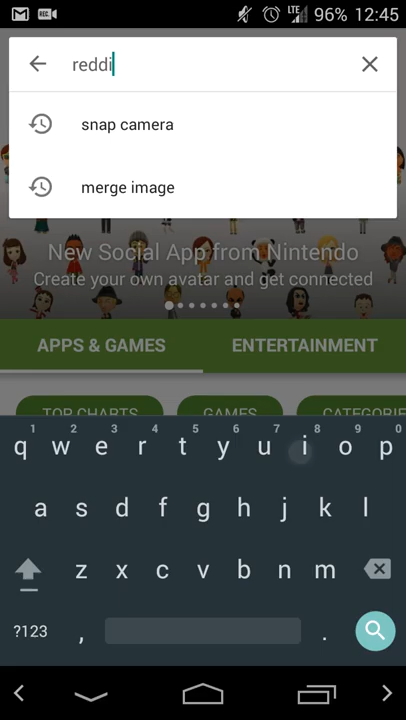 REC
LTE
96% 12:45
reddi
snap camera
merge image
New Social App from Nintendo
Create your own avatar and get connected
APPS & GAMES ENTERTAINMENT
TOP CHARTS GAMES CATEGORIE
1 2 3 4 5 6 7 8 9 0
q w e r t y u i o p
a s d f g h j k l
z x c v b n m
?123 , .